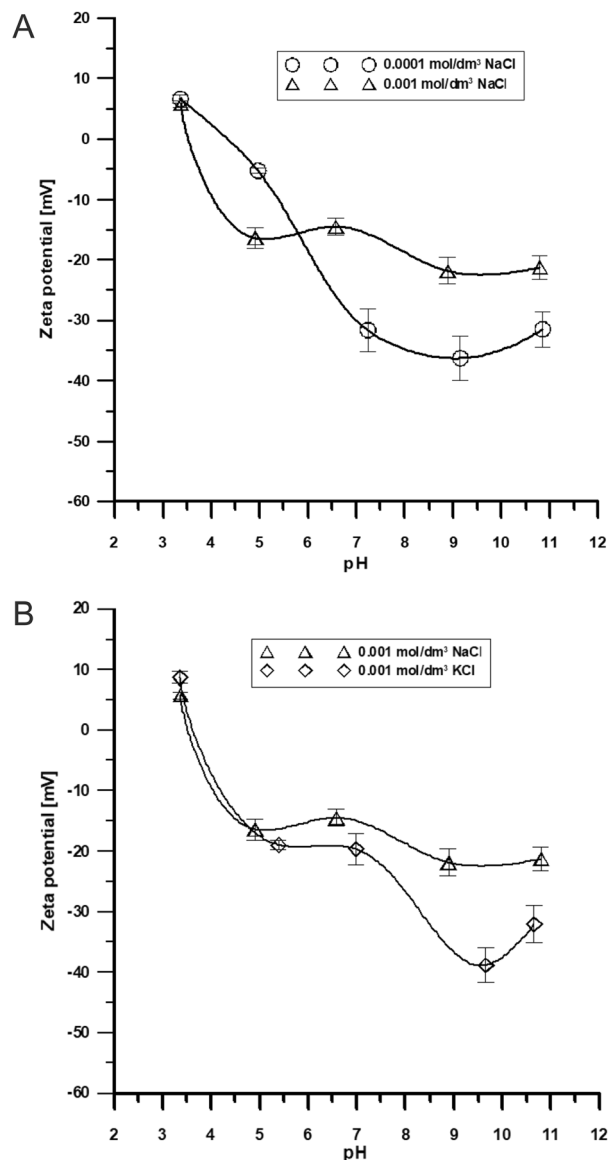 A
0.0001 mol/dm³ NaCl
0.001 mol/dm³ NaCl
Zeta potential [mV]
20
10
0
-10
-20
-30
-40
-50
-60
2 3 4 5 6 7 8 9 10 11 12
pH
B
0.001 mol/dm³ NaCl
0.001 mol/dm³ KCl
Zeta potential [mV]
20
10
0
-10
-20
-30
-40
-50
-60
2 3 4 5 6 7 8 9 10 11 12
pH